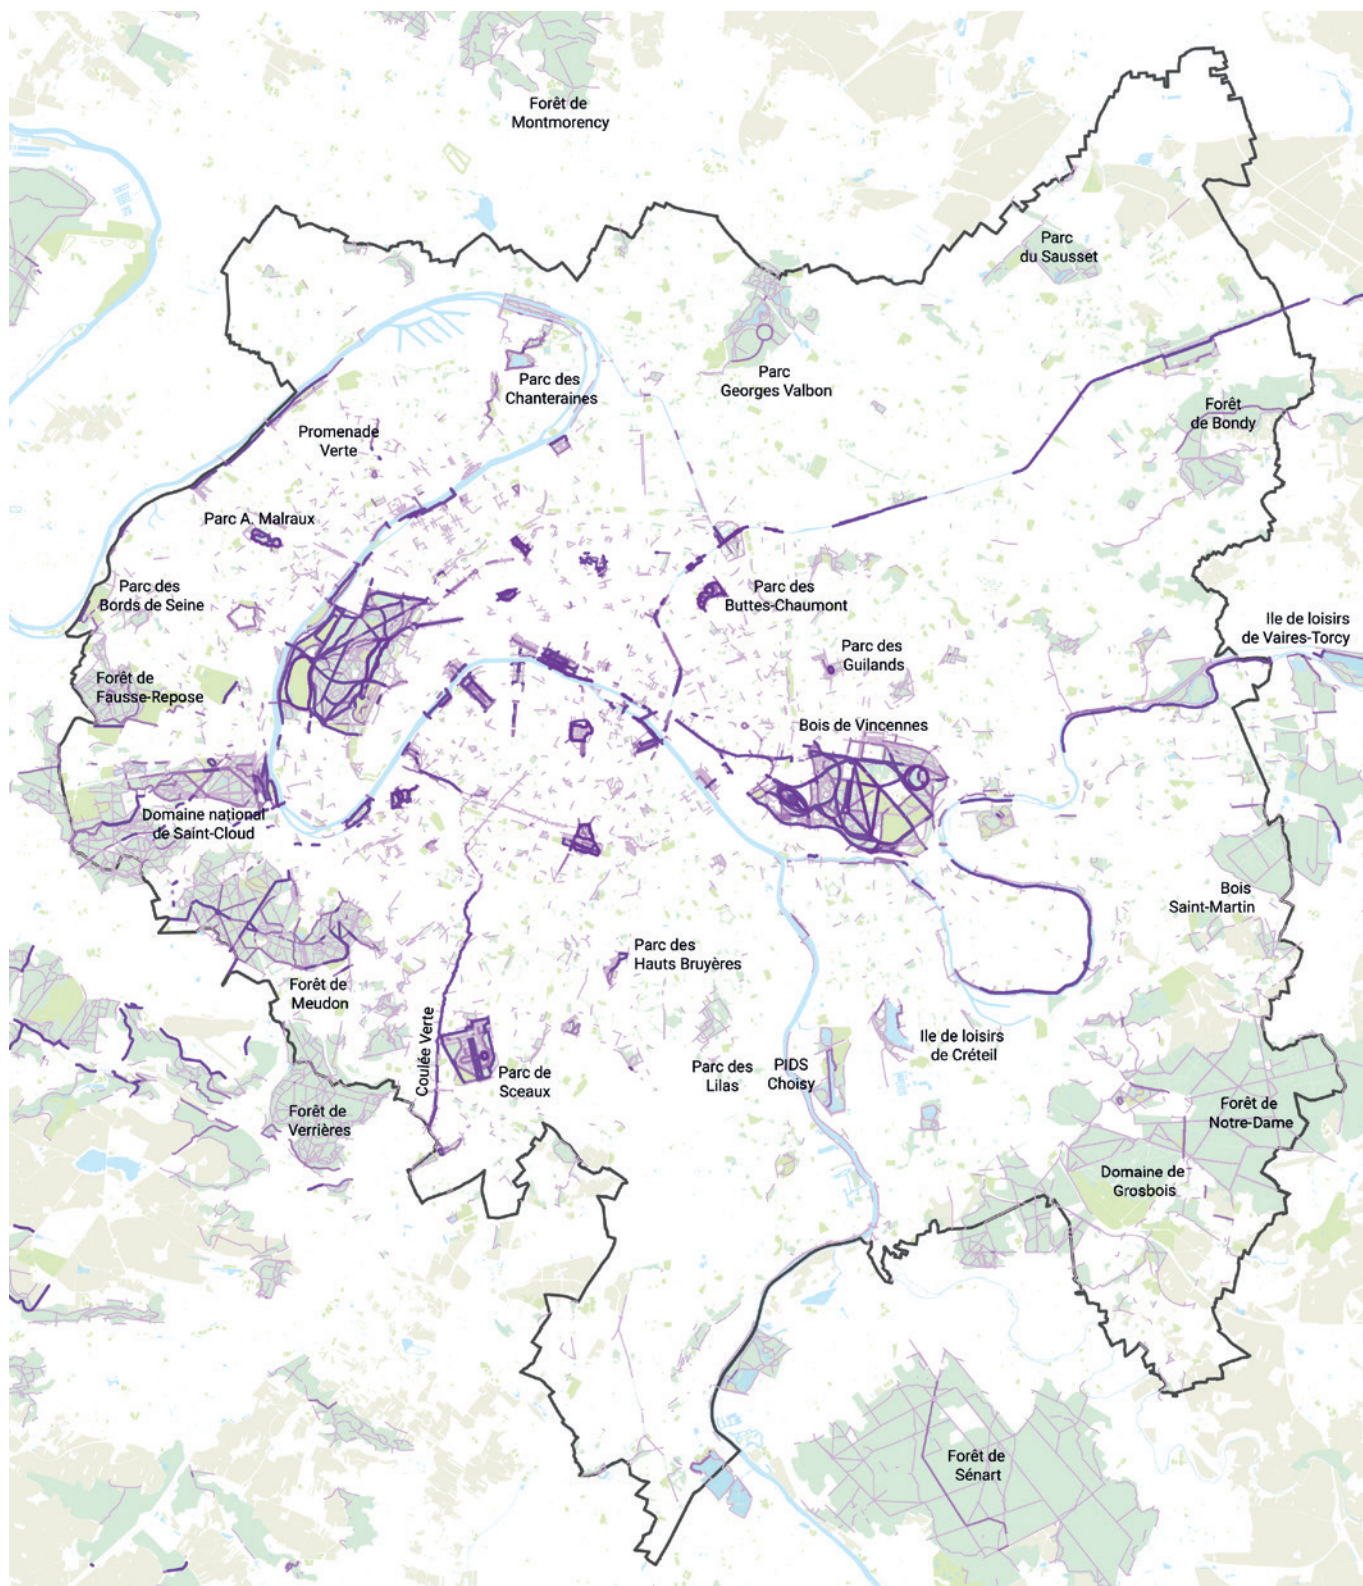 Forêt de
Montmorency
Parc
du Sausset
Parc des
Chanteraines
Parc
Georges Valbon
Forêt
de Bondy
Promenade
Verte
Parc A. Malraux
Parc des
Bords de Seine
Parc des
Buttes-Chaumont
Ile de loisirs
de Vaires-Torcy
Parc des
Guilands
Forêt de
Fausse-Repose
Bois de Vincennes
Domaine national
de Saint-Cloud
Bois
Saint-Martin
Parc des
Hauts Bruyères
Forêt de
Meudon
Coulée Verte
Ile de loisirs
de Créteil
Parc de
Sceaux
Parc des
Lilas
PIDS
Choisy
Forêt de
Verrières
Forêt de
Notre-Dame
Domaine de
Grosbois
Forêt de
Sénart